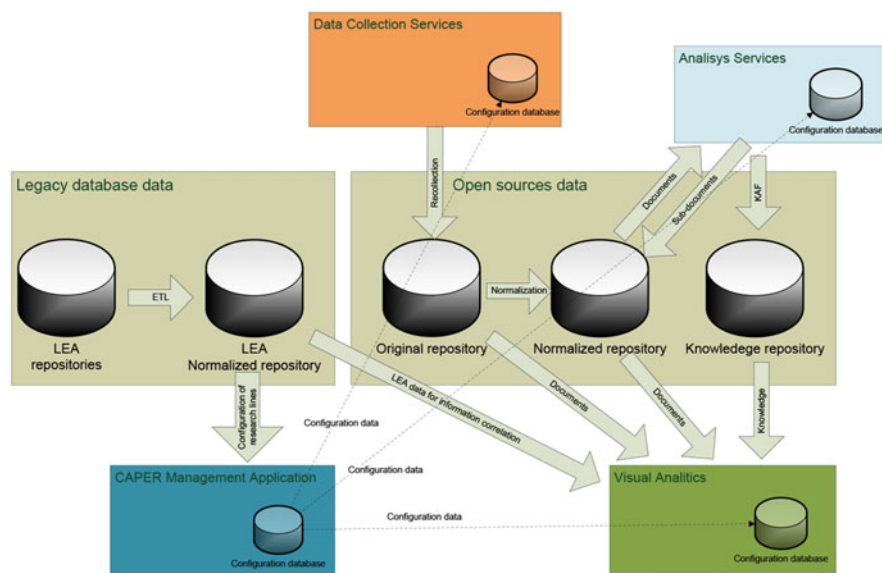 Data Collection Services
Configuration database
Analisys Services
Configuration database
Legacy database data
Open sources data
Recollection
Documents
Sub-documents
KAF
ETL
Normalization
LEA
repositories
LEA
Normalized repository
Original repository
Normalized repository
Knowledege repository
Configuration of
research lines
LEA data for information correlation
Documents
Documents
Knowledge
Configuration data
Configuration data
Configuration data
CAPER Management Application
Configuration database
Visual Analitics
Configuration database